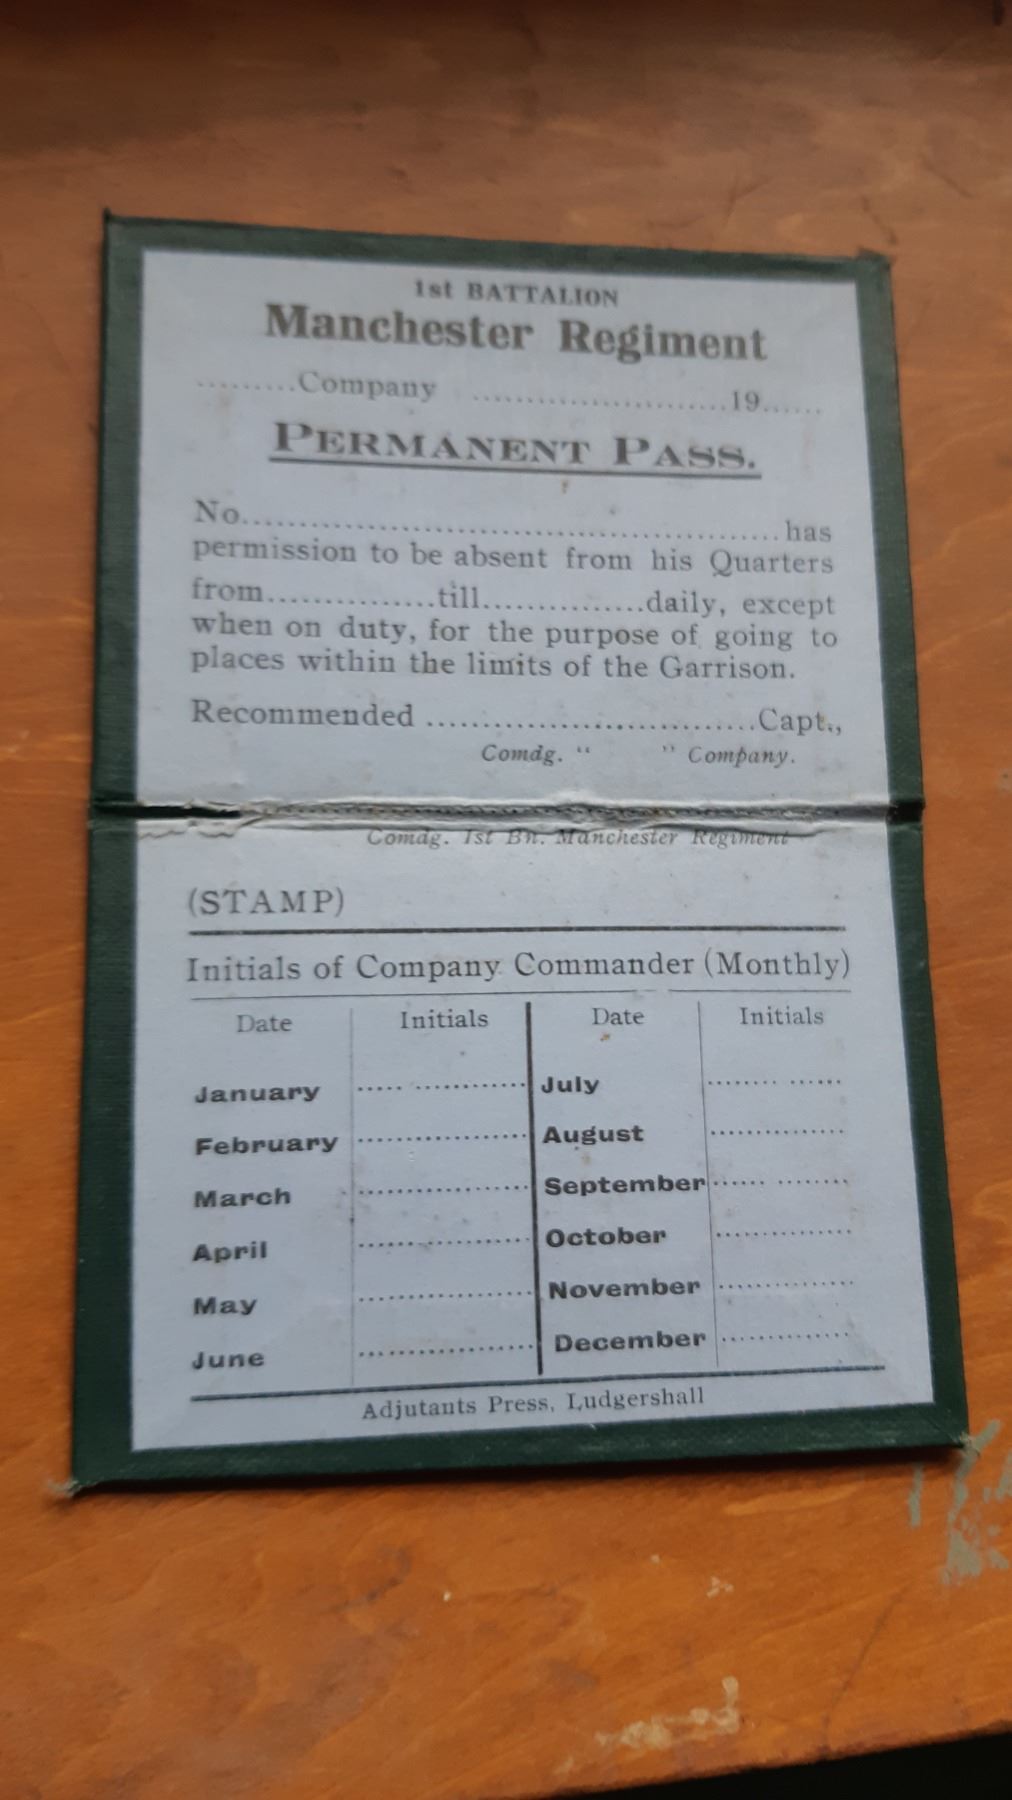 1st BATTALION
Manchester Regiment
.........Company ..........................19......
PERMANENT PASS.
No................................................has
permission to be absent from his Quarters
from...............till...............daily, except
when on duty, for the purpose of going to
places within the limits of the Garrison.
Recommended ..............................Capt.,
Comdg. " " Company.
Comdg. 1st Bn. Manchester Regiment
(STAMP)
Initials of Company Commander (Monthly)
Date Initials Date Initials
January .................... July ....................
February .................... August ....................
March .................... September ....................
April .................... October ....................
May .................... November ....................
June .................... December ....................
Adjutants Press, Ludgershall